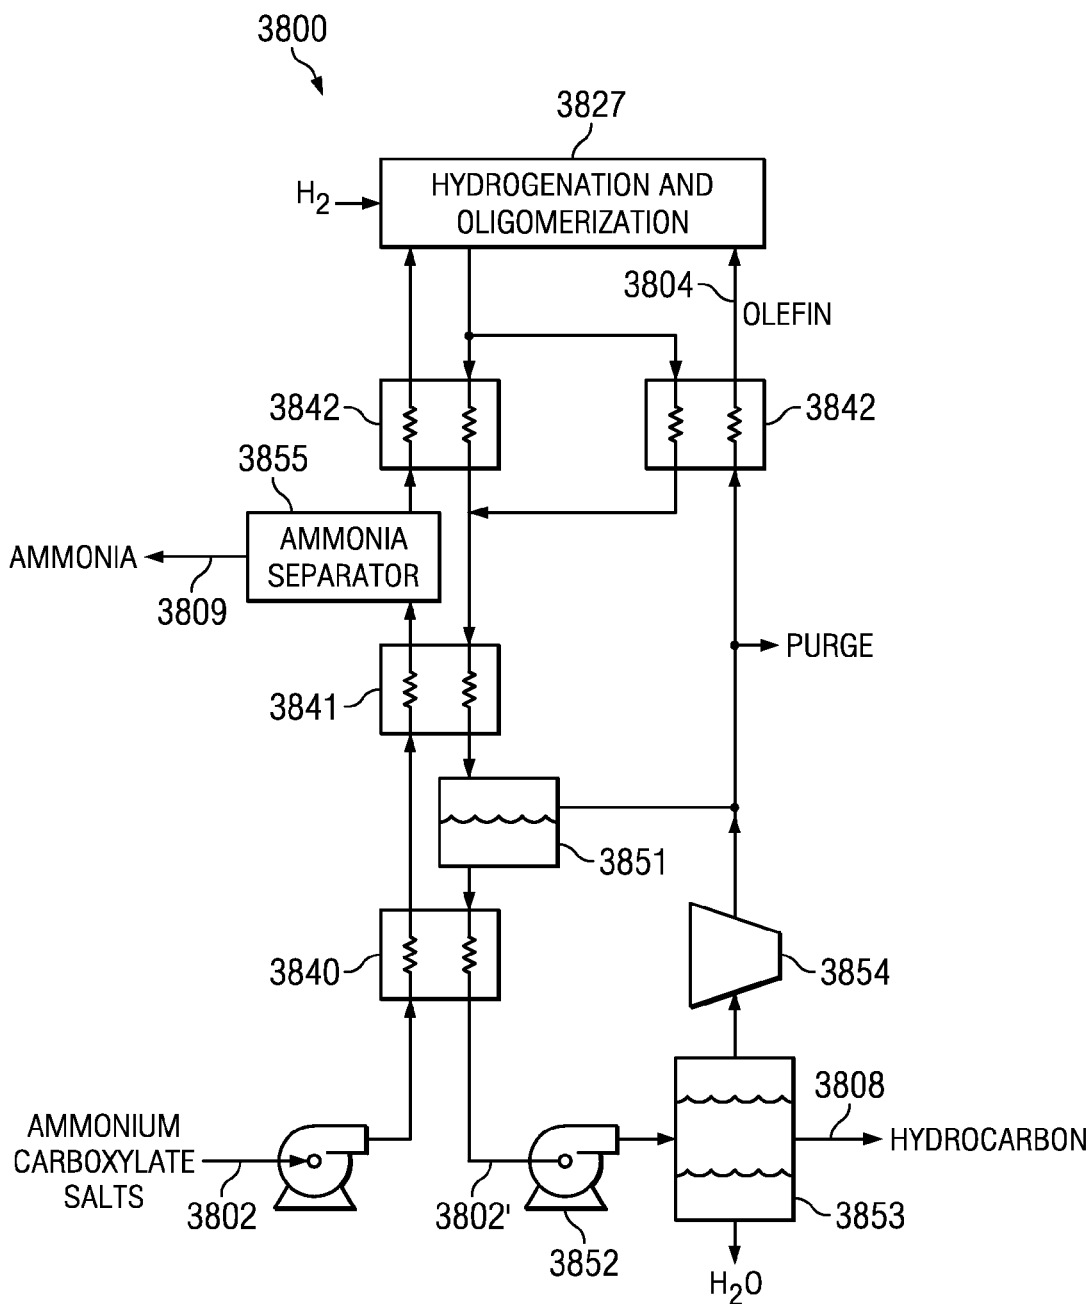 3800
3827
HYDROGENATION AND
OLIGOMERIZATION
H2
3804
OLEFIN
3842
3842
3855
AMMONIA
SEPARATOR
AMMONIA
3809
PURGE
3841
3851
3840
3854
3808
HYDROCARBON
AMMONIUM
CARBOXYLATE
SALTS
3802
3802'
3852
3853
H2O